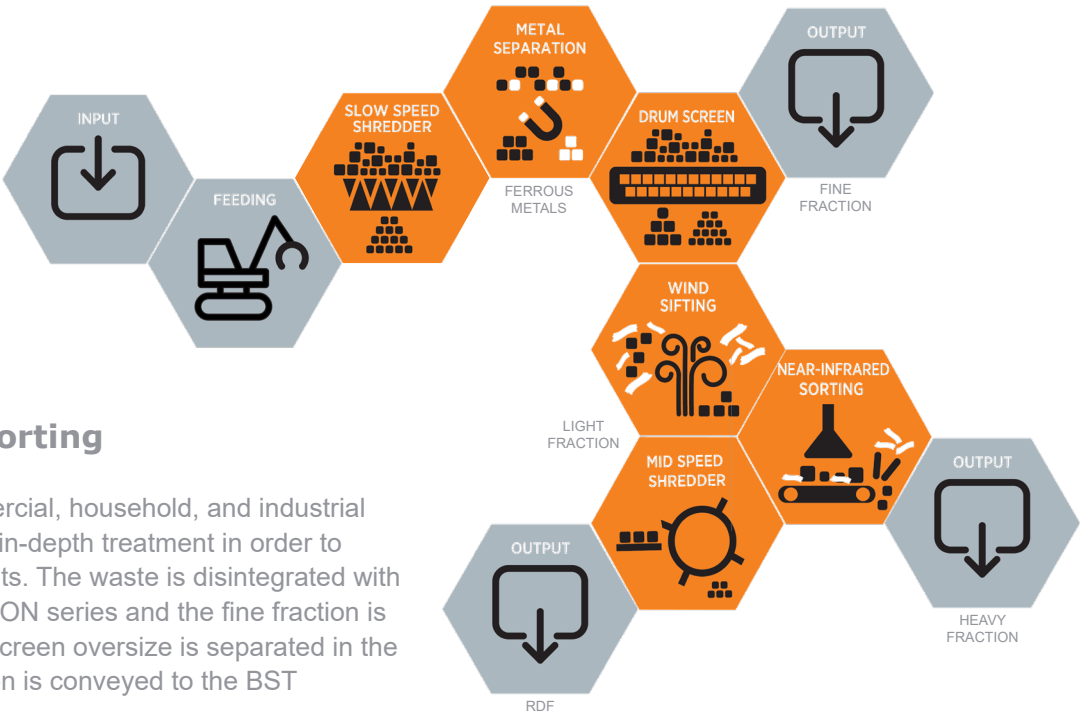 INPUT
FEEDING
SLOW SPEED
SHREDDER
METAL
SEPARATION
FERROUS
METALS
DRUM SCREEN
OUTPUT
FINE
FRACTION
WIND
SIFTING
LIGHT
FRACTION
NEAR-INFRARED
SORTING
MID SPEED
SHREDDER
OUTPUT
HEAVY
FRACTION
OUTPUT
RDF
orting
ercial, household, and industrial
in-depth treatment in order to
ts. The waste is disintegrated with
ON series and the fine fraction is
creen oversize is separated in the
n is conveyed to the BST